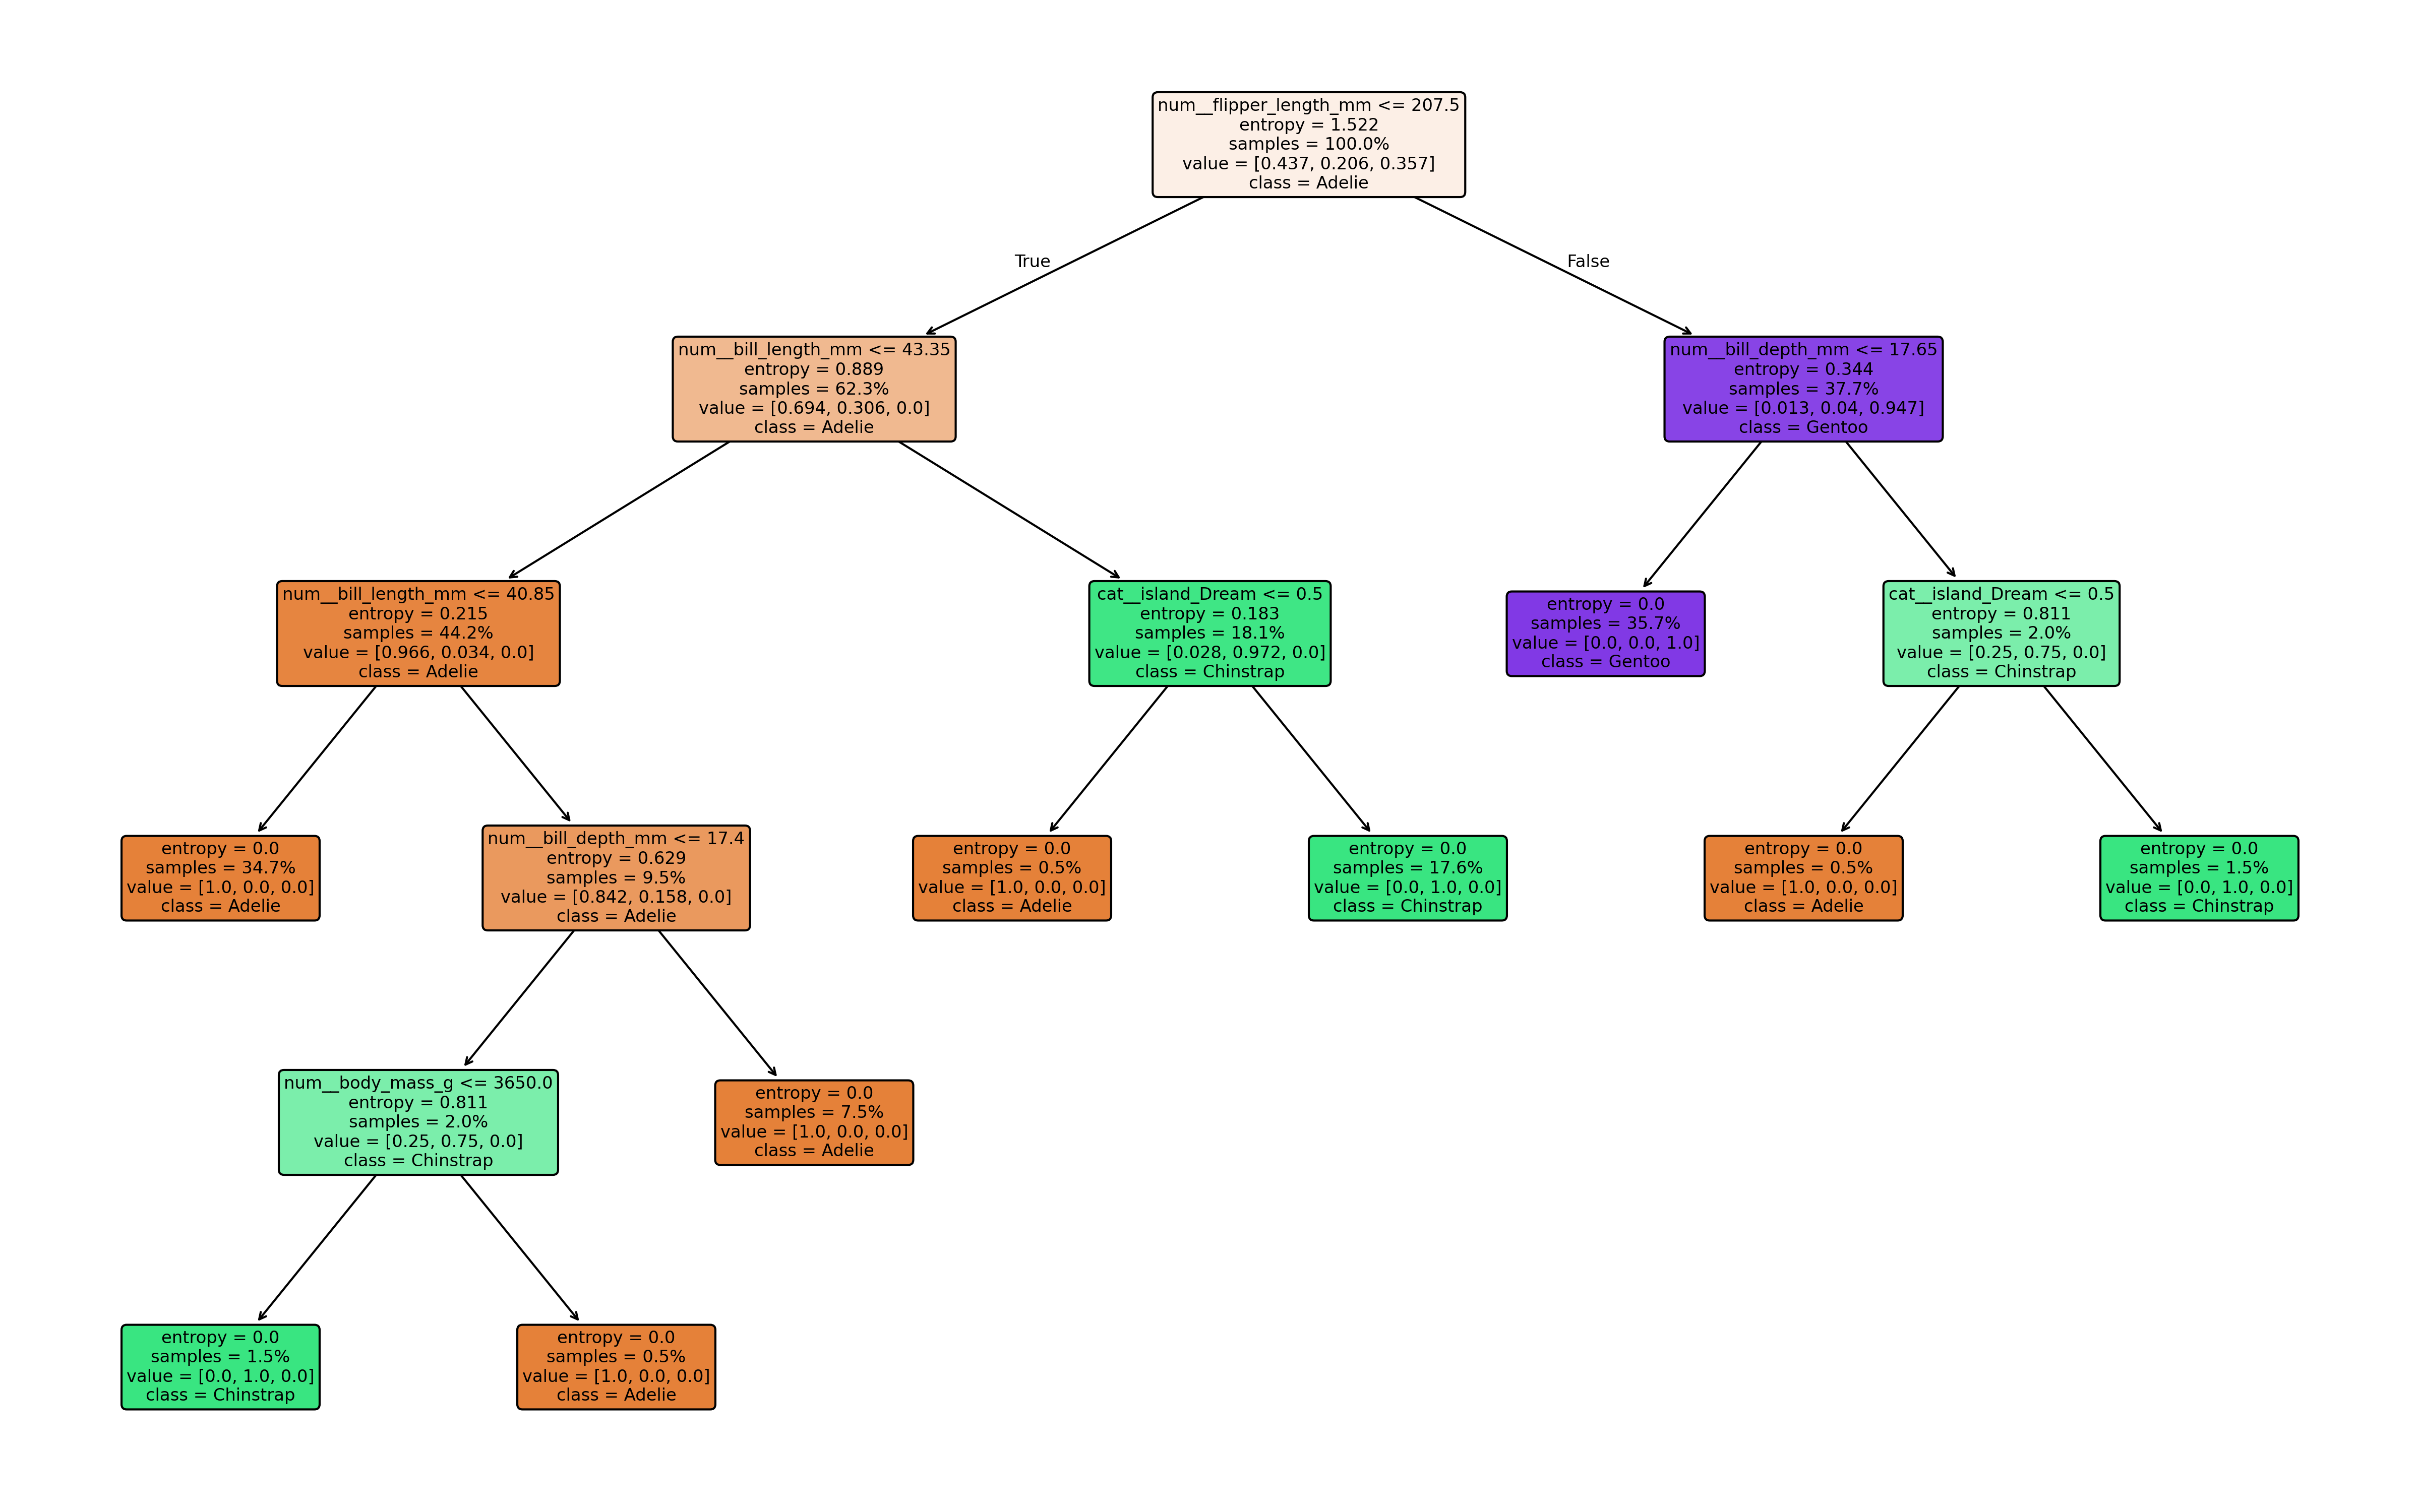 num__flipper_length_mm <= 207.5
entropy = 1.522
samples = 100.0%
value = [0.437, 0.206, 0.357]
class = Adelie
True
False
num__bill_length_mm <= 43.35
entropy = 0.889
samples = 62.3%
value = [0.694, 0.306, 0.0]
class = Adelie
num__bill_depth_mm <= 17.65
entropy = 0.344
samples = 37.7%
value = [0.013, 0.04, 0.947]
class = Gentoo
num__bill_length_mm <= 40.85
entropy = 0.215
samples = 44.2%
value = [0.966, 0.034, 0.0]
class = Adelie
cat__island_Dream <= 0.5
entropy = 0.183
samples = 18.1%
value = [0.028, 0.972, 0.0]
class = Chinstrap
entropy = 0.0
samples = 35.7%
value = [0.0, 0.0, 1.0]
class = Gentoo
cat__island_Dream <= 0.5
entropy = 0.811
samples = 2.0%
value = [0.25, 0.75, 0.0]
class = Chinstrap
entropy = 0.0
samples = 34.7%
value = [1.0, 0.0, 0.0]
class = Adelie
num__bill_depth_mm <= 17.4
entropy = 0.629
samples = 9.5%
value = [0.842, 0.158, 0.0]
class = Adelie
entropy = 0.0
samples = 0.5%
value = [1.0, 0.0, 0.0]
class = Adelie
entropy = 0.0
samples = 17.6%
value = [0.0, 1.0, 0.0]
class = Chinstrap
entropy = 0.0
samples = 0.5%
value = [1.0, 0.0, 0.0]
class = Adelie
entropy = 0.0
samples = 1.5%
value = [0.0, 1.0, 0.0]
class = Chinstrap
num__body_mass_g <= 3650.0
entropy = 0.811
samples = 2.0%
value = [0.25, 0.75, 0.0]
class = Chinstrap
entropy = 0.0
samples = 7.5%
value = [1.0, 0.0, 0.0]
class = Adelie
entropy = 0.0
samples = 1.5%
value = [0.0, 1.0, 0.0]
class = Chinstrap
entropy = 0.0
samples = 0.5%
value = [1.0, 0.0, 0.0]
class = Adelie